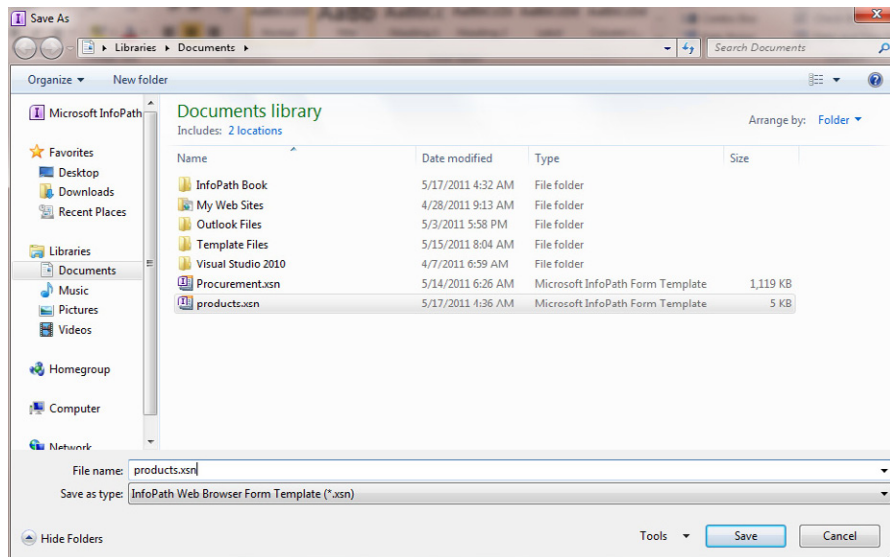 Save As
Libraries Documents
Search Documents
Organize New folder
Microsoft InfoPath
Favorites
Desktop
Downloads
Recent Places
Libraries
Documents
Music
Pictures
Videos
Homegroup
Computer
Network
Documents library
Includes: 2 locations
Arrange by: Folder
Name Date modified Type Size
InfoPath Book 5/17/2011 4:32 AM File folder
My Web Sites 4/28/2011 9:13 AM File folder
Outlook Files 5/3/2011 5:58 PM File folder
Template Files 5/15/2011 8:04 AM File folder
Visual Studio 2010 4/7/2011 6:59 AM File folder
Procurement.xsn 5/14/2011 6:26 AM Microsoft InfoPath Form Template 1,119 KB
products.xsn 5/17/2011 4:36 AM Microsoft InfoPath Form Template 5 KB
File name: products.xsn
Save as type: InfoPath Web Browser Form Template (*.xsn)
Hide Folders
Tools Save Cancel